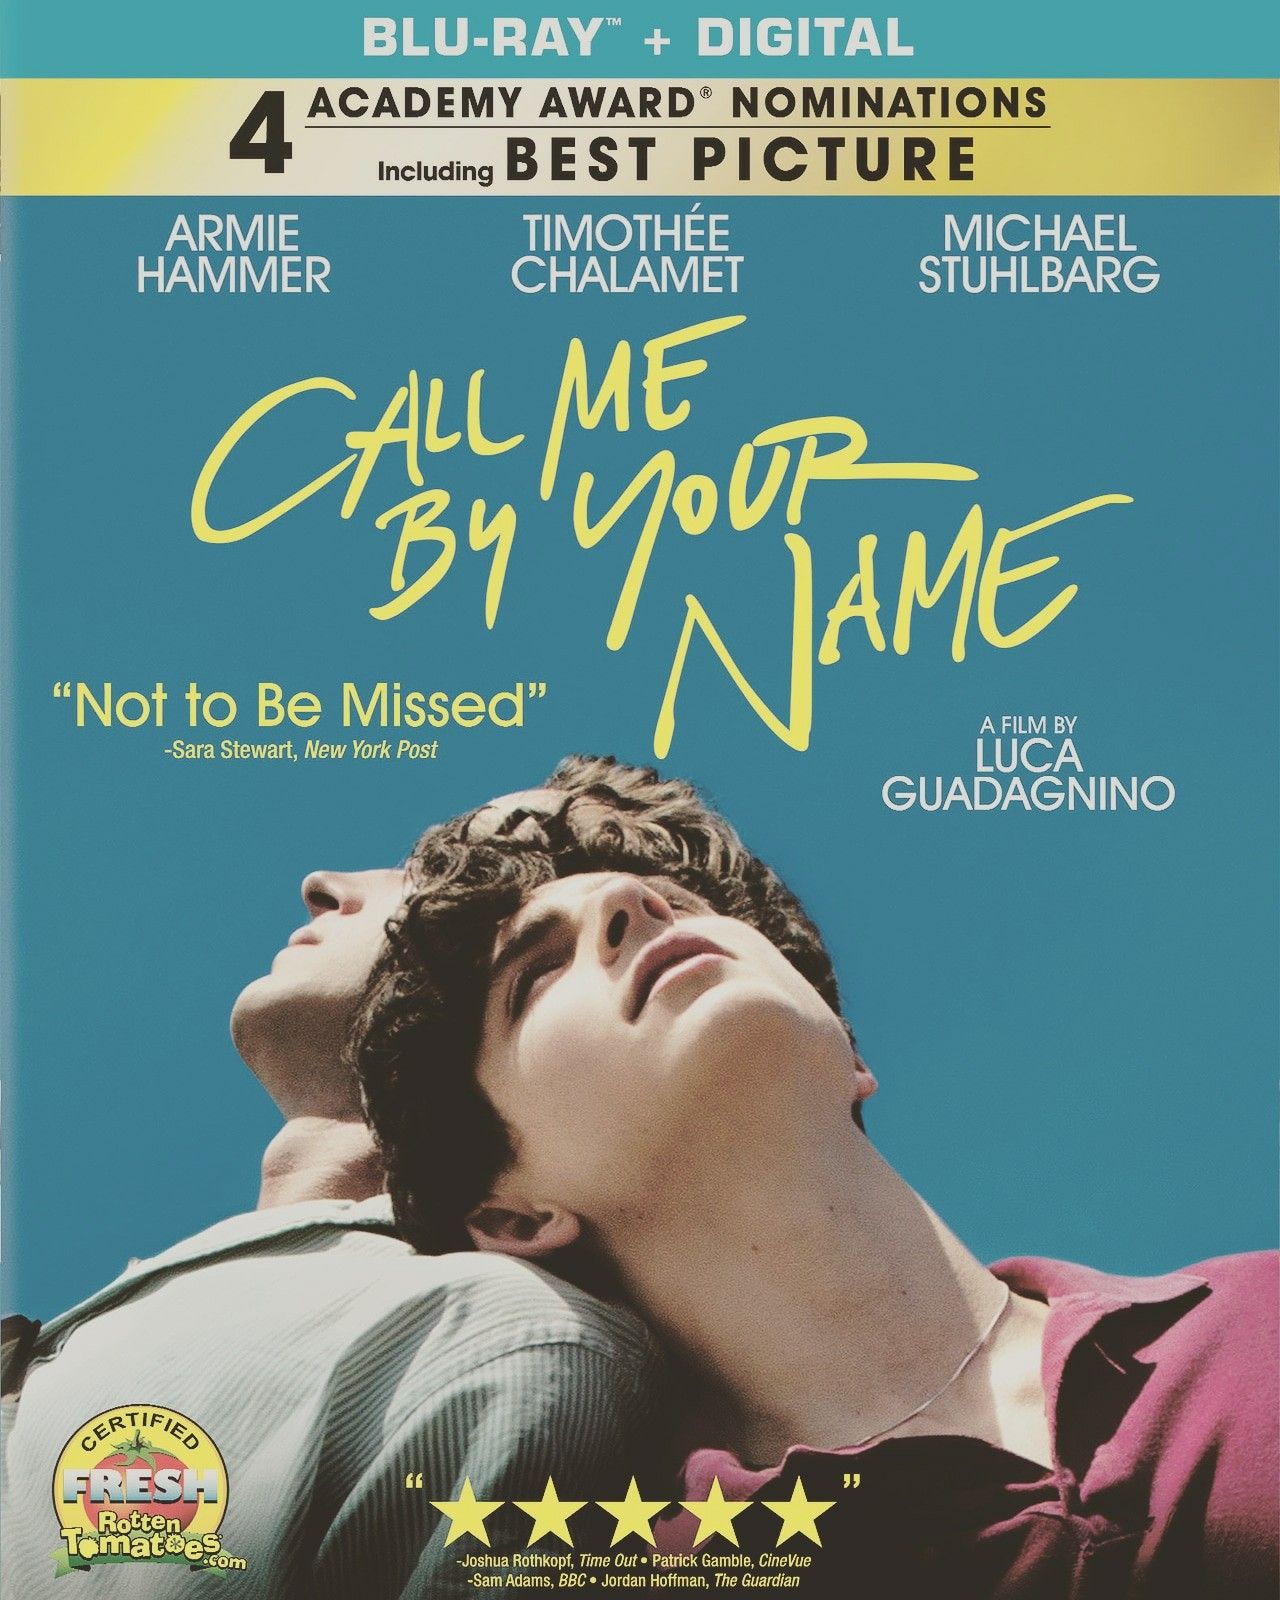 BLU-RAY™ + DIGITAL
4 ACADEMY AWARD® NOMINATIONS
Including BEST PICTURE
ARMIE HAMMER
TIMOTHÉE CHALAMET
MICHAEL STUHLBARG
CALL ME
BY YOUR
NAME
“Not to Be Missed”
-Sara Stewart, New York Post
A FILM BY
LUCA
GUADAGNINO
CERTIFIED
FRESH
Rotten
Tomatoes.com
“★★★★★”
-Joshua Rothkopf, Time Out • Patrick Gamble, CineVue
-Sam Adams, BBC • Jordan Hoffman, The Guardian